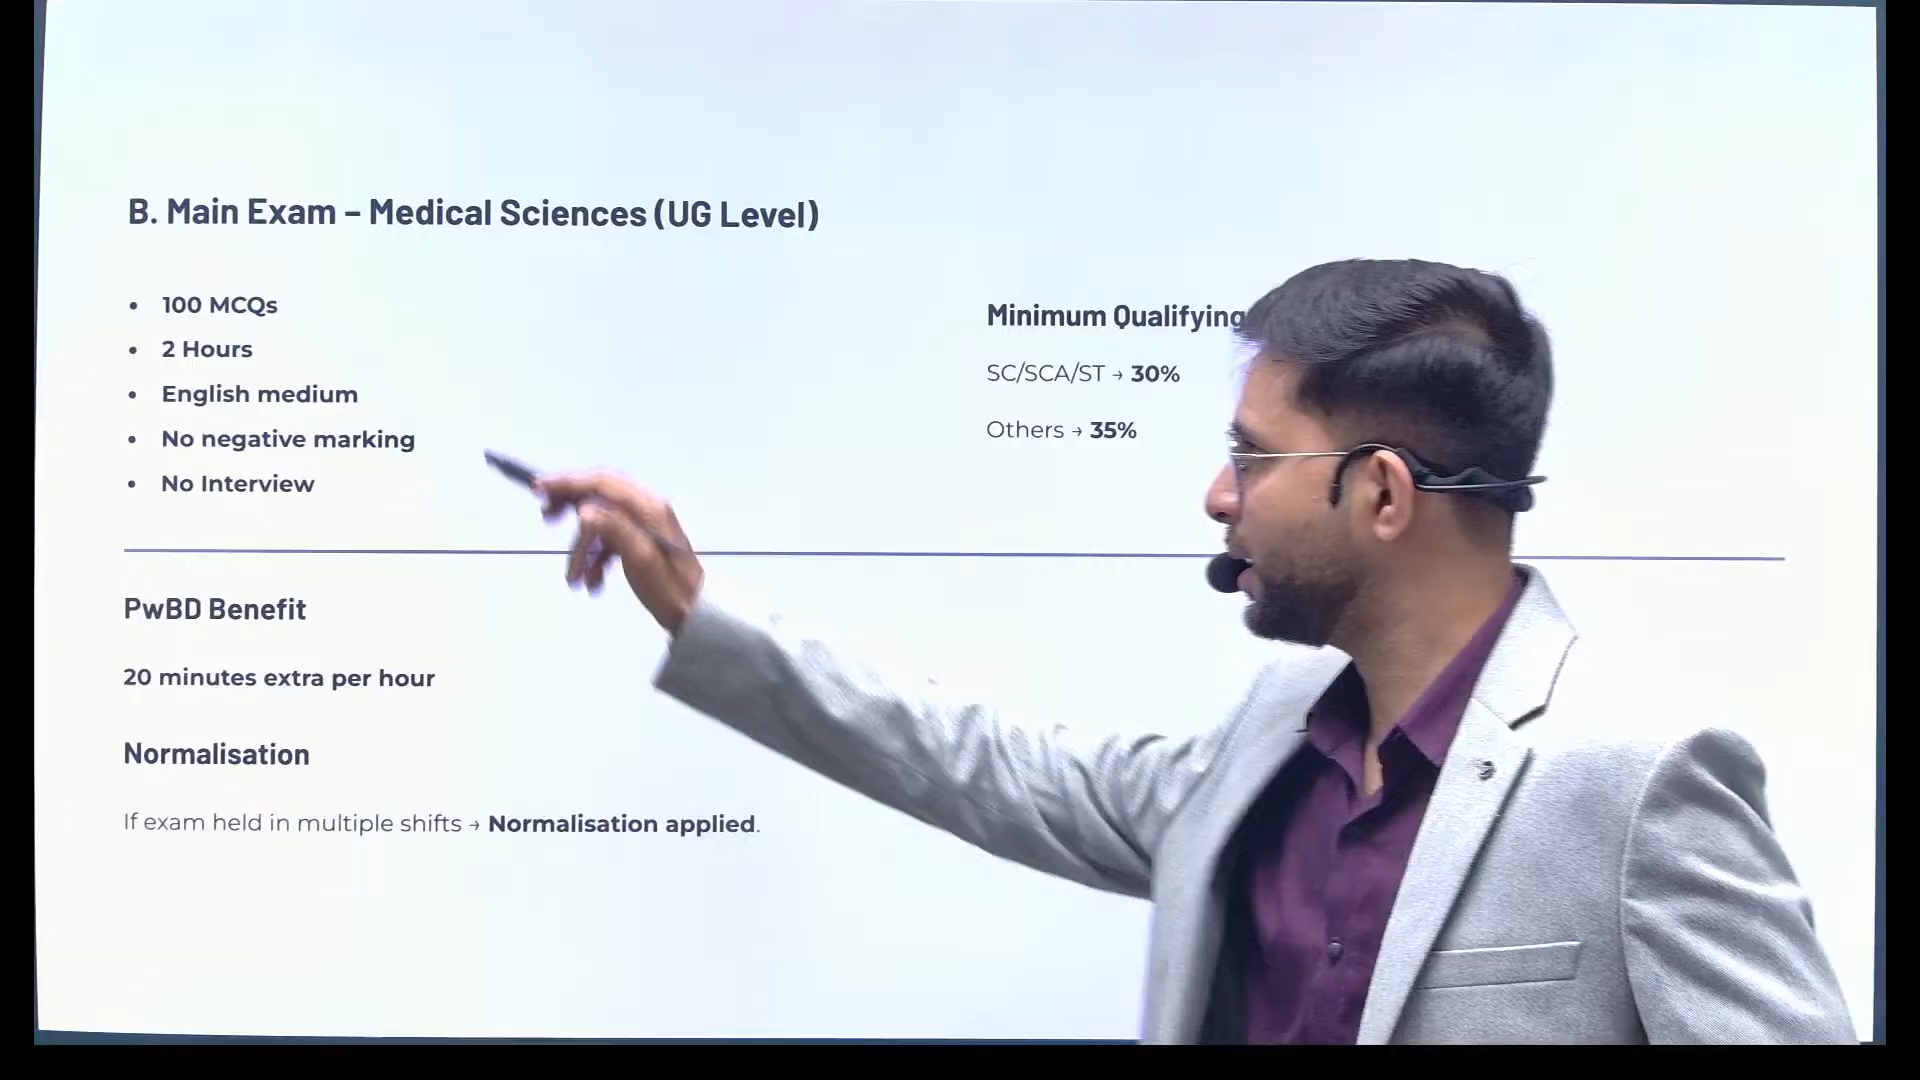 B. Main Exam – Medical Sciences (UG Level)
• 100 MCQs
• 2 Hours
• English medium
• No negative marking
• No Interview
Minimum Qualifying
SC/SCA/ST → 30%
Others → 35%
PwBD Benefit
20 minutes extra per hour
Normalisation
If exam held in multiple shifts → Normalisation applied.